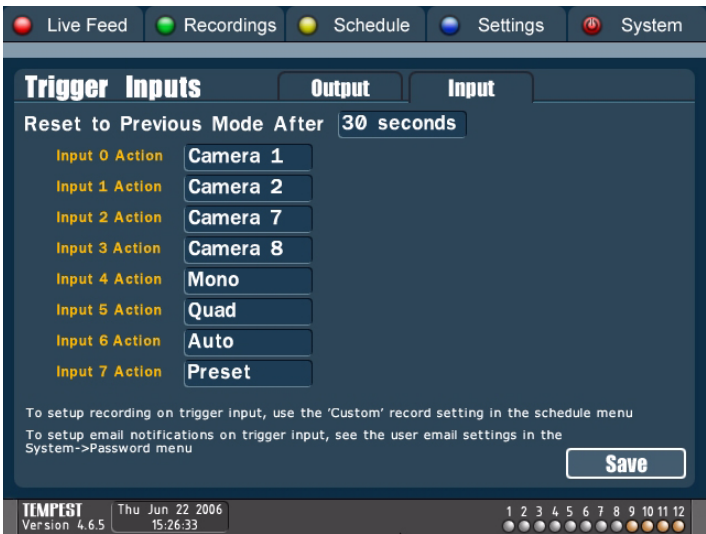 Live Feed Recordings Schedule Settings System
Trigger Inputs Output Input
Reset to Previous Mode After 30 seconds
Input 0 Action Camera 1
Input 1 Action Camera 2
Input 2 Action Camera 7
Input 3 Action Camera 8
Input 4 Action Mono
Input 5 Action Quad
Input 6 Action Auto
Input 7 Action Preset
To setup recording on trigger input, use the 'Custom' record setting in the schedule menu
To setup email notifications on trigger input, see the user email settings in the
System->Password menu
Save
TEMPEST Thu Jun 22 2006 1 2 3 4 5 6 7 8 9 10 11 12
Version 4.6.5 15:26:33